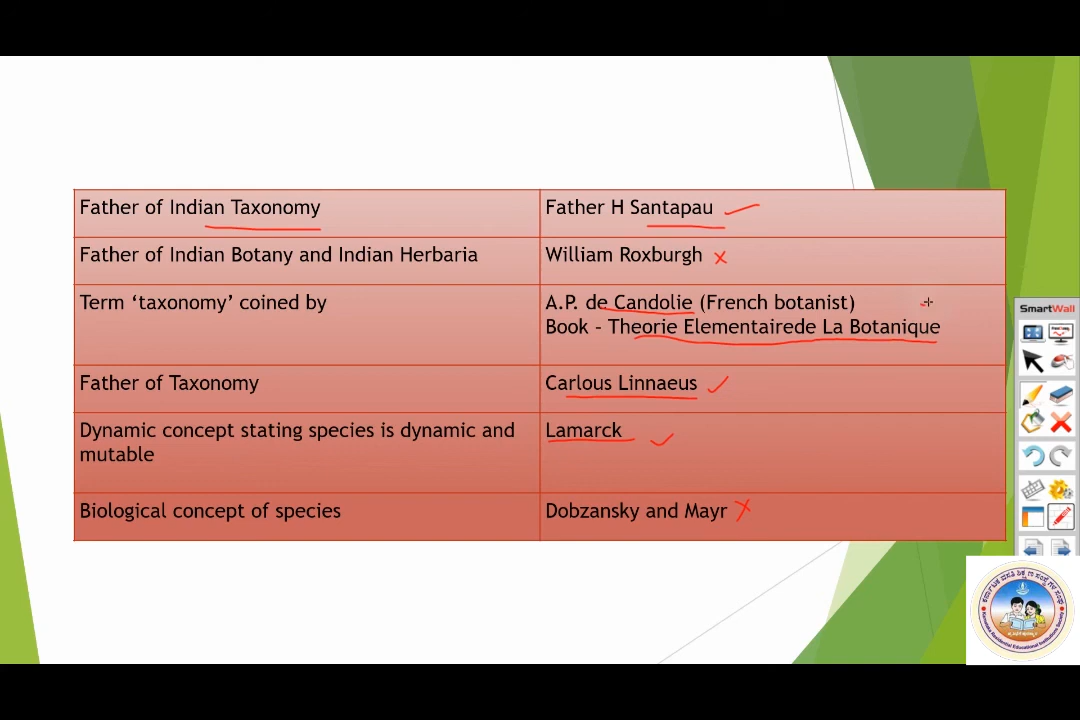 Father of Indian Taxonomy
Father H Santapau
Father of Indian Botany and Indian Herbaria
William Roxburgh
Term ‘taxonomy’ coined by
A.P. de Candolie (French botanist)
Book - Theorie Elementairede La Botanique
Father of Taxonomy
Carlous Linnaeus
Dynamic concept stating species is dynamic and
mutable
Lamarck
Biological concept of species
Dobzansky and Mayr
SmartWall